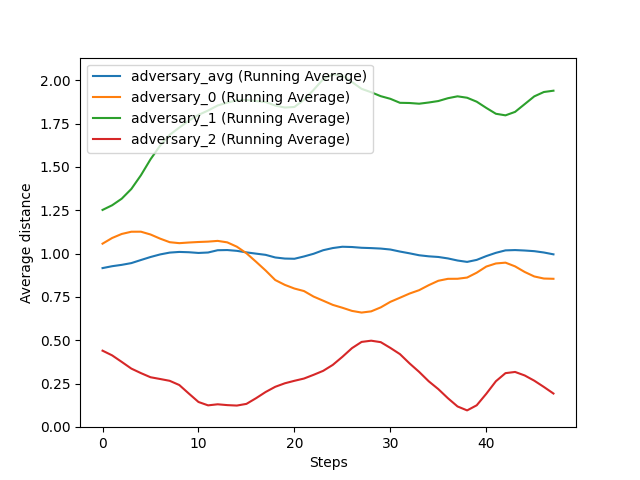 adversary_avg (Running Average)
adversary_0 (Running Average)
adversary_1 (Running Average)
adversary_2 (Running Average)
Average distance
2.00
1.75
1.50
1.25
1.00
0.75
0.50
0.25
0.00
0 10 20 30 40
Steps